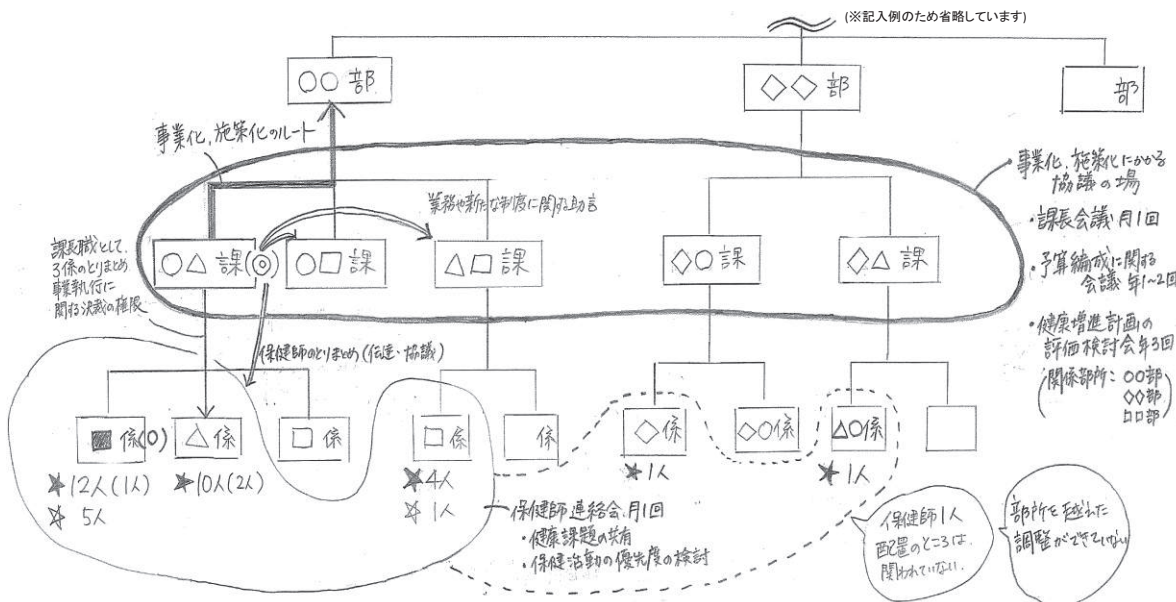 (※記入例のため省略しています)
○○部
◇◇部
部
事業化、施策化のルート
業務や新たな制度に関する助言
事業化、施策化にかかる
協議の場
・課長会議 月1回
・予算編成に関する
会議 年1~2回
・健康増進計画の
評価検討会年3回
(関係部所:○○部
◇◇部
□□部)
課長職として、
3係のとりまとめ
事業執行に
関する決裁の権限
○△課(◎)
○□課
△□課
◇○課
◇△課
保健師のとりまとめ(伝達・協議)
■係(○)
△係
□係
□係
係
◇係
◇○係
△○係
★12人(1人)
☆5人
★10人(2人)
★4人
☆1人
★1人
★1人
保健師連絡会 月1回
・健康課題の共有
・保健活動の優先度の検討
保健師1人
配置のところは、
関われていない。
部所を越えた
調整ができていない